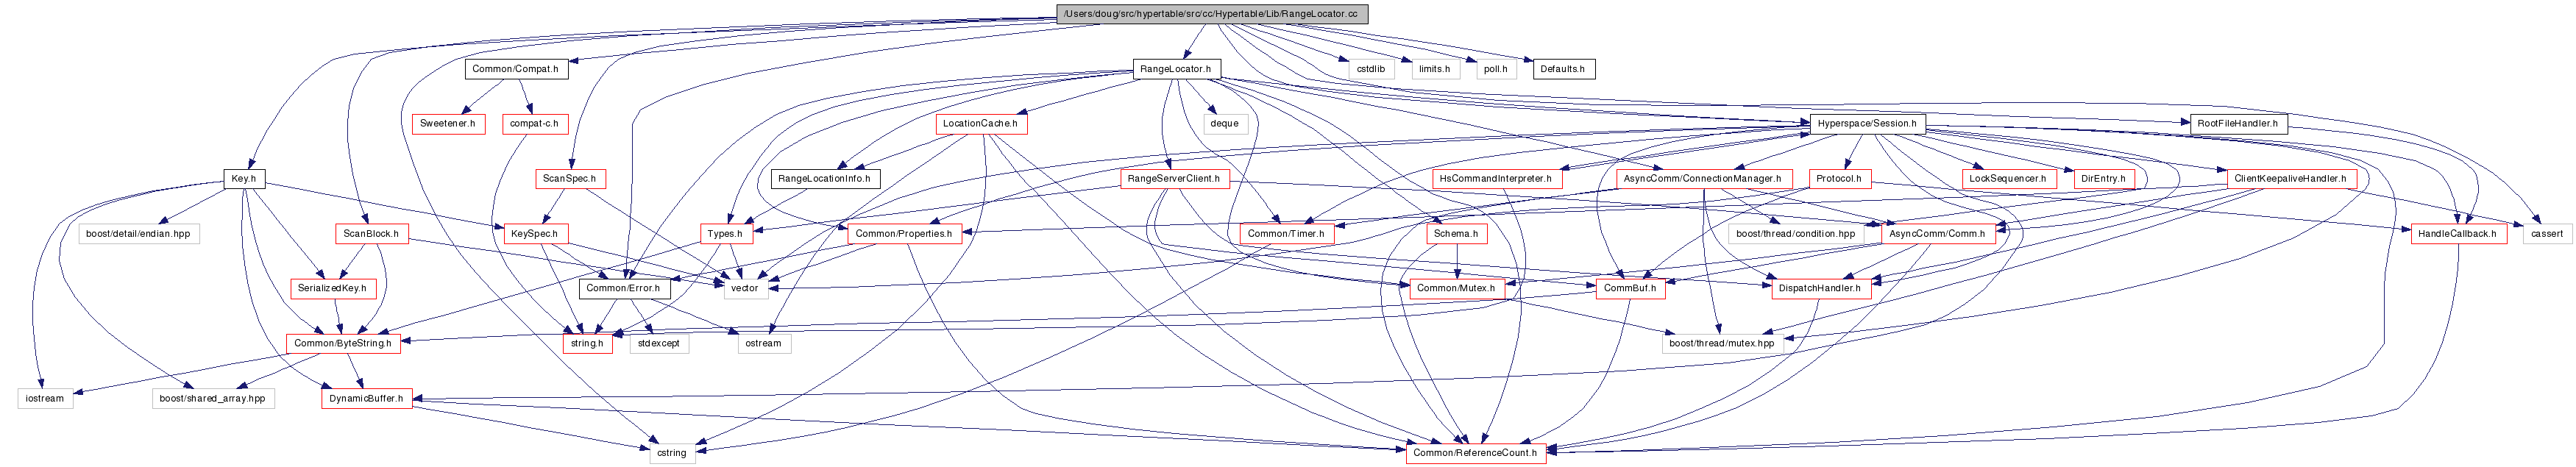 /Users/doug/src/hypertable/src/cc/Hypertable/Lib/RangeLocator.cc
Common/Compat.h
RangeLocator.h
cstdlib
limits.h
poll.h
Defaults.h
Sweetener.h
compat-c.h
LocationCache.h
deque
Hyperspace/Session.h
RootFileHandler.h
Key.h
ScanSpec.h
RangeLocationInfo.h
RangeServerClient.h
HsCommandInterpreter.h
AsyncComm/ConnectionManager.h
Protocol.h
LockSequencer.h
DirEntry.h
ClientKeepaliveHandler.h
boost/detail/endian.hpp
ScanBlock.h
KeySpec.h
Types.h
Common/Properties.h
Common/Timer.h
Schema.h
boost/thread/condition.hpp
AsyncComm/Comm.h
HandleCallback.h
cassert
SerializedKey.h
Common/Error.h
vector
Common/Mutex.h
CommBuf.h
DispatchHandler.h
Common/ByteString.h
string.h
stdexcept
ostream
boost/thread/mutex.hpp
iostream
boost/shared_array.hpp
DynamicBuffer.h
cstring
Common/ReferenceCount.h